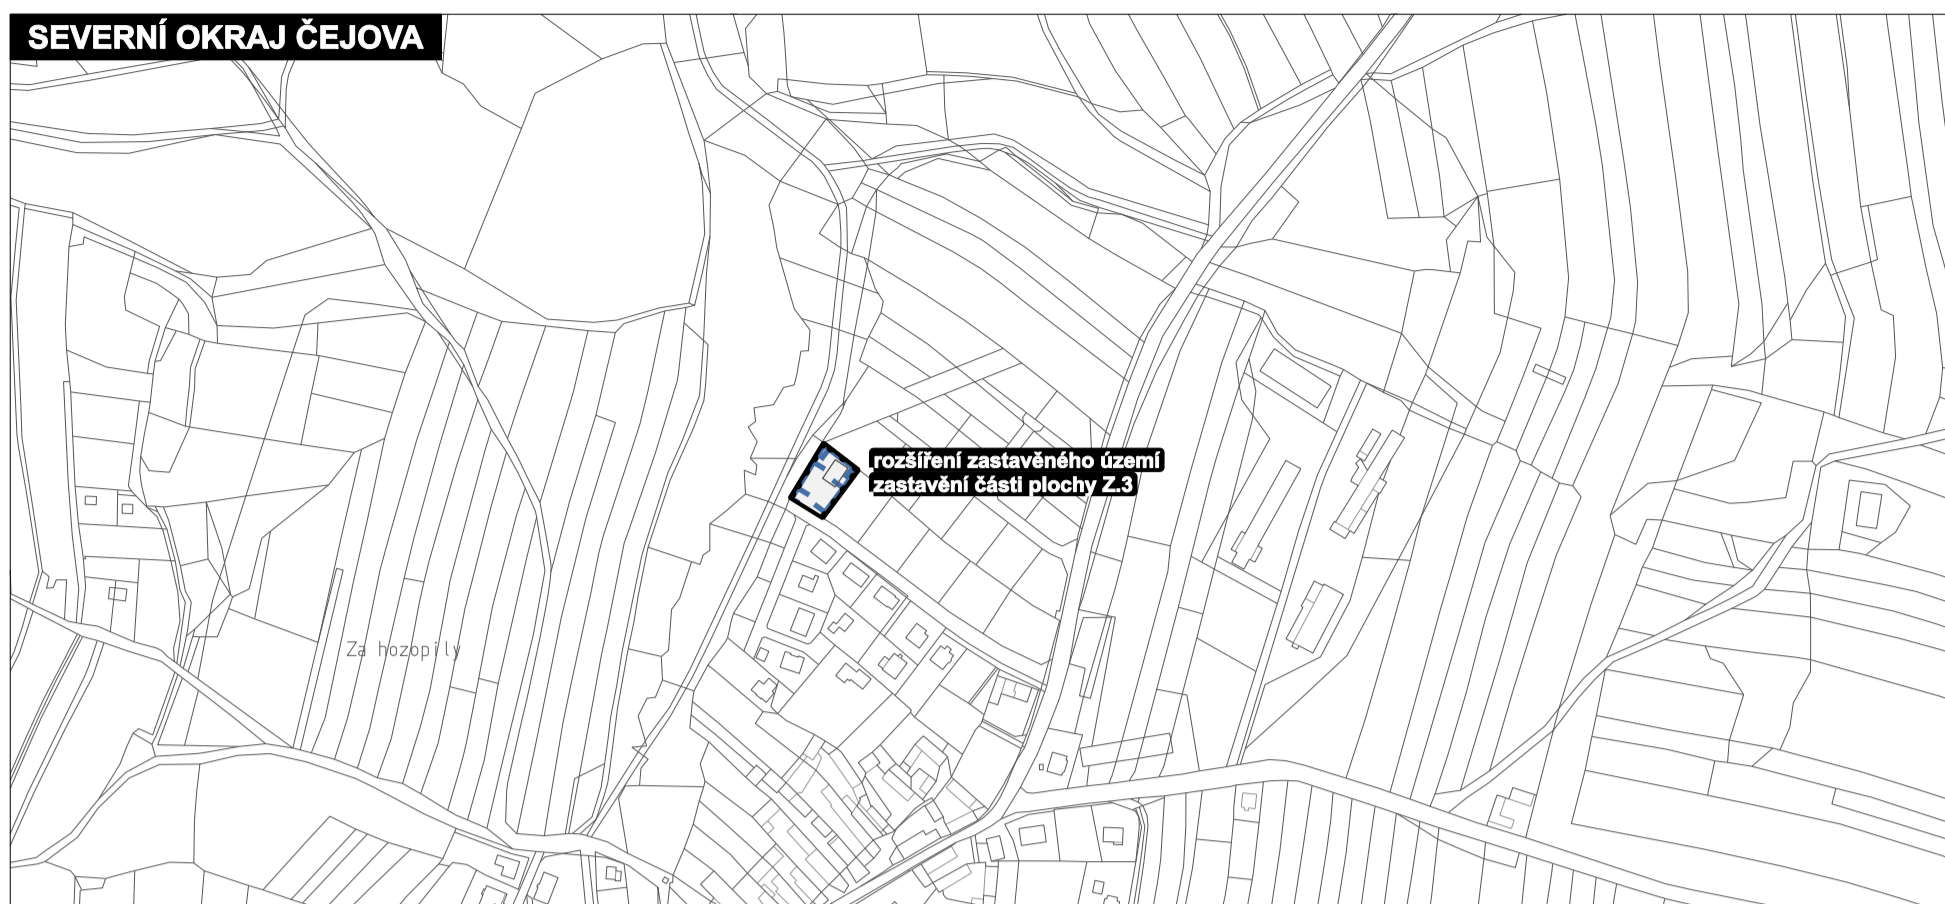 SEVERNÍ OKRAJ ČEJOVA
rozšíření zastavěného území
zastavění části plochy Z.3
Za hozopily